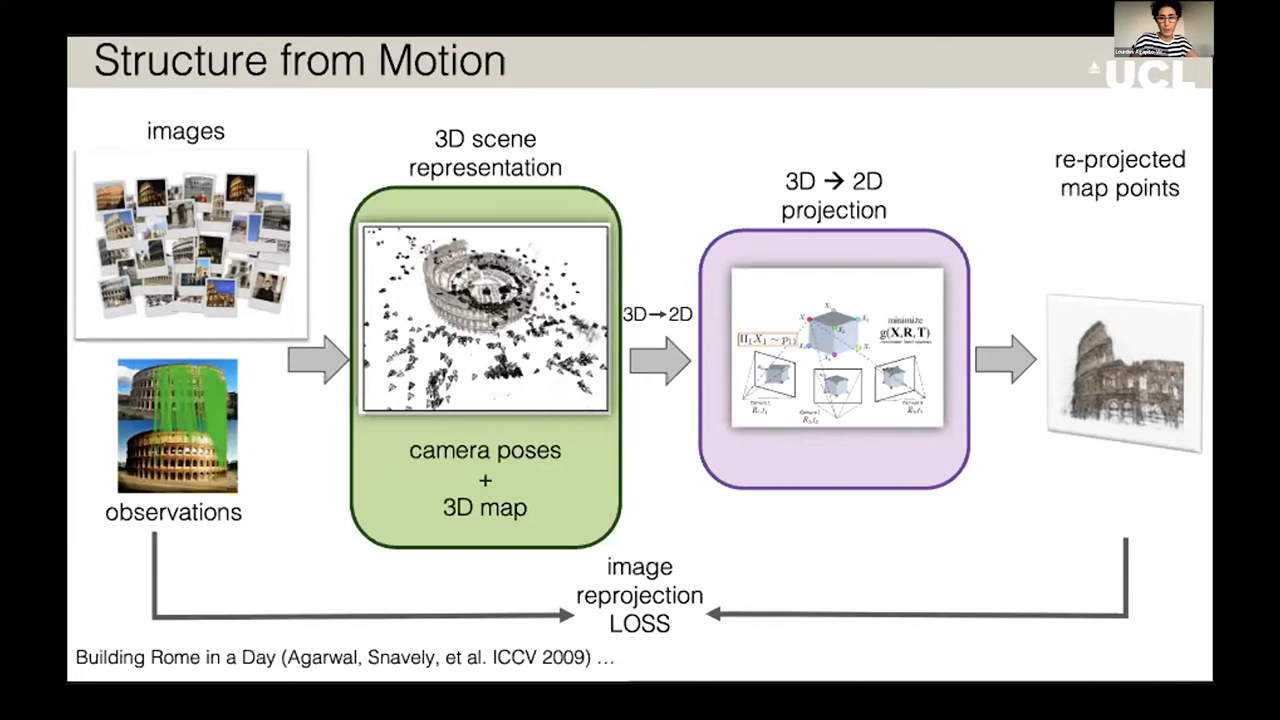 Structure from Motion
UCL
images
3D scene
representation
3D → 2D
projection
re-projected
map points
3D→2D
minimize
g(X,R,T)
camera poses
+
3D map
observations
image
reprojection
LOSS
Building Rome in a Day (Agarwal, Snavely, et al. ICCV 2009) ...